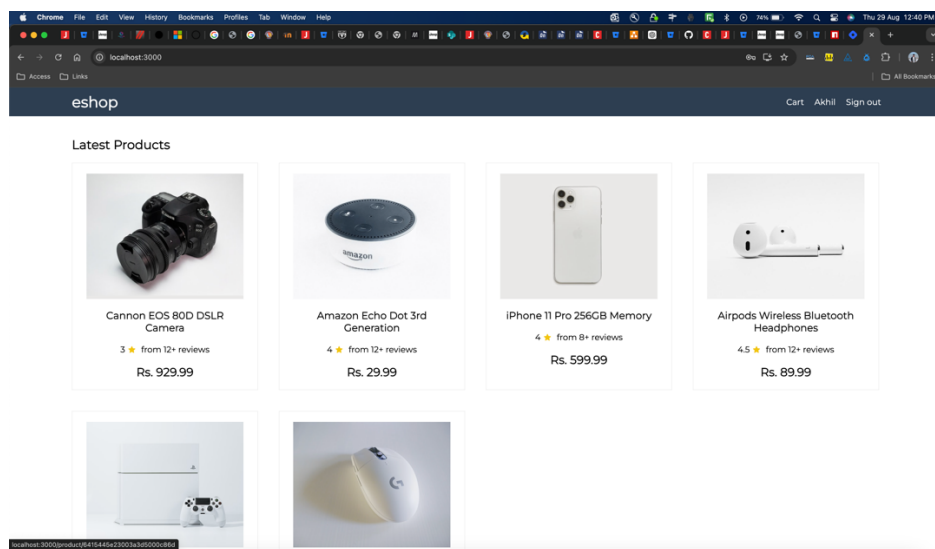 Chrome File Edit View History Bookmarks Profiles Tab Window Help 74% Thu 29 Aug 12:40 PM
localhost:3000
Access Links All Bookmarks
eshop Cart Akhil Sign out
Latest Products
amazon
Cannon EOS 80D DSLR Camera
3 from 12+ reviews
Rs. 929.99
Amazon Echo Dot 3rd Generation
4 from 12+ reviews
Rs. 29.99
iPhone 11 Pro 256GB Memory
4 from 8+ reviews
Rs. 599.99
Airpods Wireless Bluetooth Headphones
4.5 from 12+ reviews
Rs. 89.99
localhost:3000/product/6415445e23003a3d5000c86d